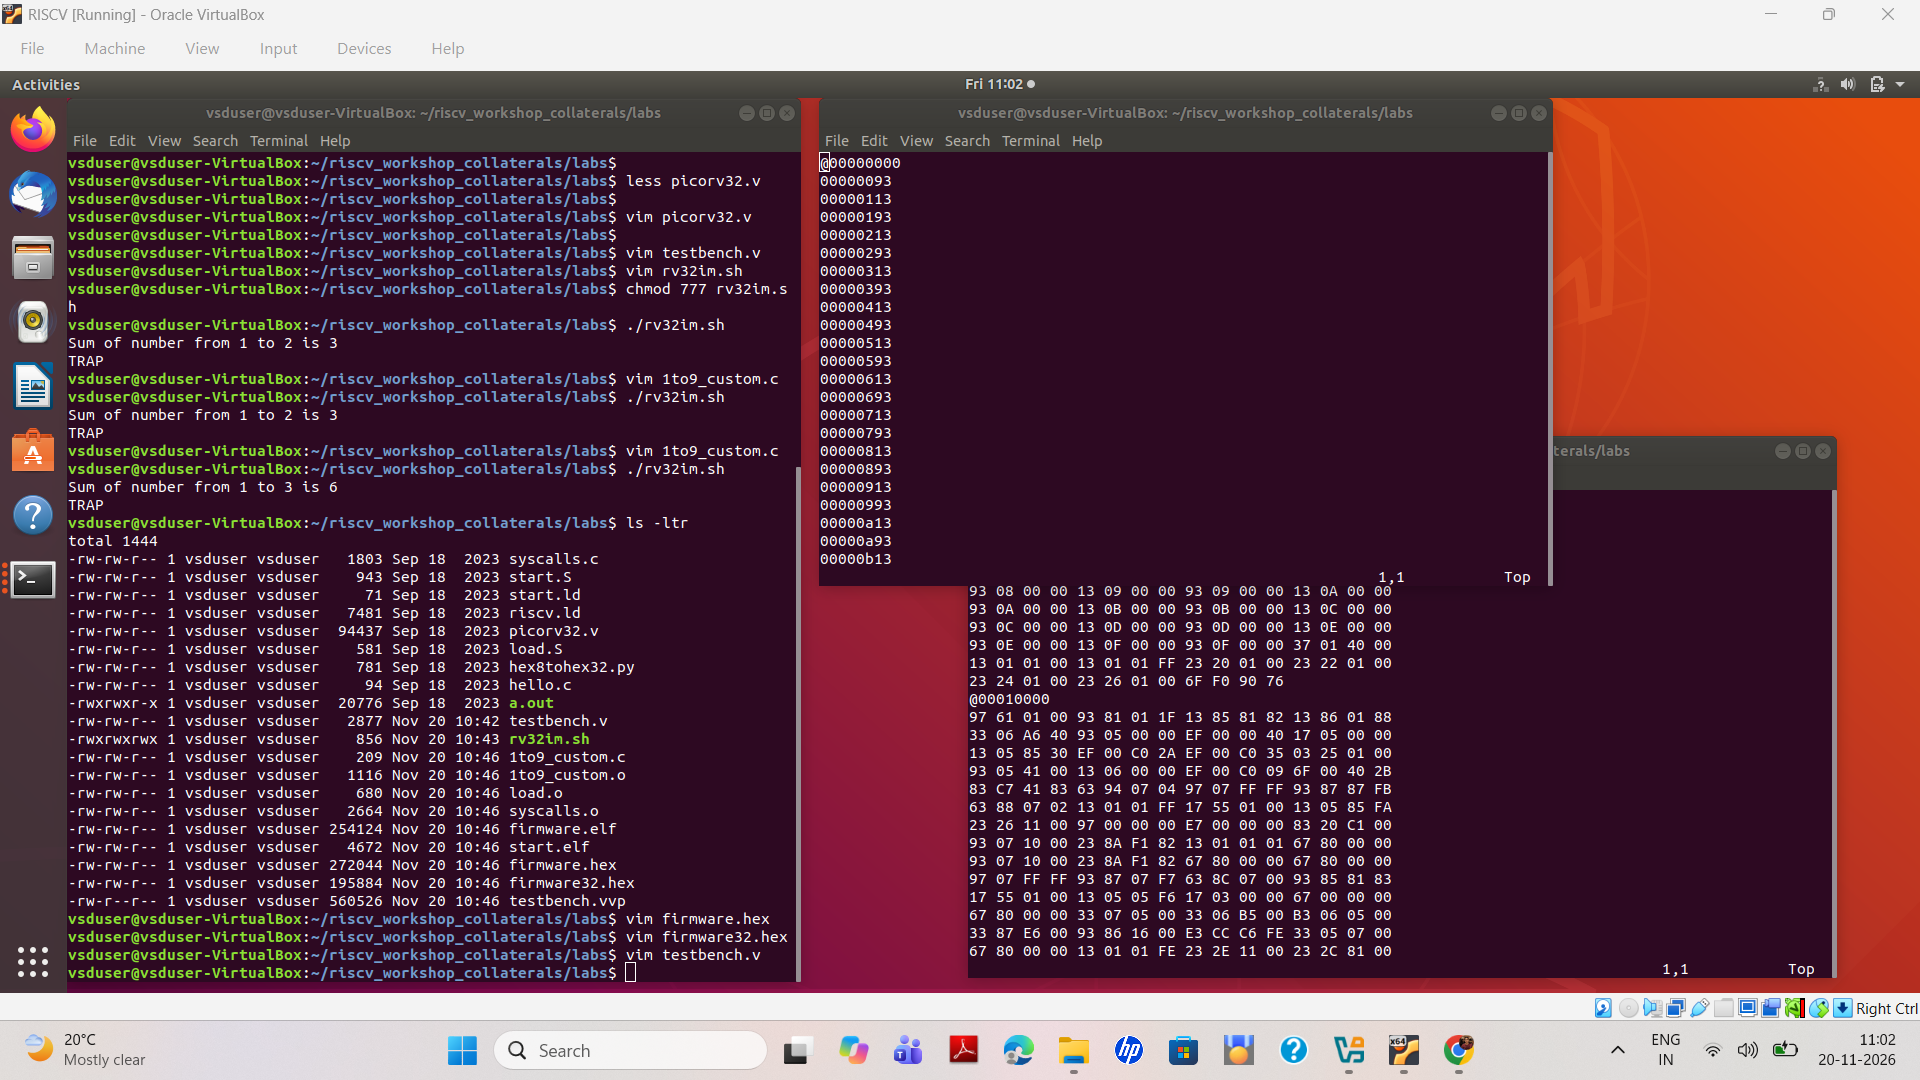 RISCV [Running] - Oracle VirtualBox
File Machine View Input Devices Help
Activities
Fri 11:02
vsduser@vsduser-VirtualBox: ~/riscv_workshop_collaterals/labs
File Edit View Search Terminal Help
vsduser@vsduser-VirtualBox:~/riscv_workshop_collaterals/labs$
vsduser@vsduser-VirtualBox:~/riscv_workshop_collaterals/labs$ less picorv32.v
vsduser@vsduser-VirtualBox:~/riscv_workshop_collaterals/labs$
vsduser@vsduser-VirtualBox:~/riscv_workshop_collaterals/labs$ vim picorv32.v
vsduser@vsduser-VirtualBox:~/riscv_workshop_collaterals/labs$
vsduser@vsduser-VirtualBox:~/riscv_workshop_collaterals/labs$ vim testbench.v
vsduser@vsduser-VirtualBox:~/riscv_workshop_collaterals/labs$ vim rv32im.sh
vsduser@vsduser-VirtualBox:~/riscv_workshop_collaterals/labs$ chmod 777 rv32im.s
h
vsduser@vsduser-VirtualBox:~/riscv_workshop_collaterals/labs$ ./rv32im.sh
Sum of number from 1 to 2 is 3
TRAP
vsduser@vsduser-VirtualBox:~/riscv_workshop_collaterals/labs$ vim 1to9_custom.c
vsduser@vsduser-VirtualBox:~/riscv_workshop_collaterals/labs$ ./rv32im.sh
Sum of number from 1 to 2 is 3
TRAP
vsduser@vsduser-VirtualBox:~/riscv_workshop_collaterals/labs$ vim 1to9_custom.c
vsduser@vsduser-VirtualBox:~/riscv_workshop_collaterals/labs$ ./rv32im.sh
Sum of number from 1 to 3 is 6
TRAP
vsduser@vsduser-VirtualBox:~/riscv_workshop_collaterals/labs$ ls -ltr
total 1444
-rw-rw-r-- 1 vsduser vsduser 1803 Sep 18 2023 syscalls.c
-rw-rw-r-- 1 vsduser vsduser 943 Sep 18 2023 start.S
-rw-rw-r-- 1 vsduser vsduser 71 Sep 18 2023 start.ld
-rw-rw-r-- 1 vsduser vsduser 7481 Sep 18 2023 riscv.ld
-rw-rw-r-- 1 vsduser vsduser 94437 Sep 18 2023 picorv32.v
-rw-rw-r-- 1 vsduser vsduser 581 Sep 18 2023 load.S
-rw-rw-r-- 1 vsduser vsduser 781 Sep 18 2023 hex8tohex32.py
-rw-rw-r-- 1 vsduser vsduser 94 Sep 18 2023 hello.c
-rwxrwxr-x 1 vsduser vsduser 20776 Sep 18 2023 a.out
-rw-rw-r-- 1 vsduser vsduser 2877 Nov 20 10:42 testbench.v
-rwxrwxrwx 1 vsduser vsduser 856 Nov 20 10:43 rv32im.sh
-rw-rw-r-- 1 vsduser vsduser 209 Nov 20 10:46 1to9_custom.c
-rw-rw-r-- 1 vsduser vsduser 1116 Nov 20 10:46 1to9_custom.o
-rw-rw-r-- 1 vsduser vsduser 680 Nov 20 10:46 load.o
-rw-rw-r-- 1 vsduser vsduser 2664 Nov 20 10:46 syscalls.o
-rw-rw-r-- 1 vsduser vsduser 254124 Nov 20 10:46 firmware.elf
-rw-rw-r-- 1 vsduser vsduser 4672 Nov 20 10:46 start.elf
-rw-rw-r-- 1 vsduser vsduser 272044 Nov 20 10:46 firmware.hex
-rw-rw-r-- 1 vsduser vsduser 195884 Nov 20 10:46 firmware32.hex
-rw-r--r-- 1 vsduser vsduser 560526 Nov 20 10:46 testbench.vvp
vsduser@vsduser-VirtualBox:~/riscv_workshop_collaterals/labs$ vim firmware.hex
vsduser@vsduser-VirtualBox:~/riscv_workshop_collaterals/labs$ vim firmware32.hex
vsduser@vsduser-VirtualBox:~/riscv_workshop_collaterals/labs$ vim testbench.v
vsduser@vsduser-VirtualBox:~/riscv_workshop_collaterals/labs$
vsduser@vsduser-VirtualBox: ~/riscv_workshop_collaterals/labs
File Edit View Search Terminal Help
@00000000
00000093
00000113
00000193
00000213
00000293
00000313
00000393
00000413
00000493
00000513
00000593
00000613
00000693
00000713
00000793
00000813
00000893
00000913
00000993
00000a13
00000a93
00000b13
1,1 Top
terals/labs
93 08 00 00 13 09 00 00 93 09 00 00 13 0A 00 00
93 0A 00 00 13 0B 00 00 93 0B 00 00 13 0C 00 00
93 0C 00 00 13 0D 00 00 93 0D 00 00 13 0E 00 00
93 0E 00 00 13 0F 00 00 93 0F 00 00 37 01 40 00
13 01 01 00 13 01 01 FF 23 20 01 00 23 22 01 00
23 24 01 00 23 26 01 00 6F F0 90 76
@00010000
97 61 01 00 93 81 01 1F 13 85 81 82 13 86 01 88
33 06 A6 40 93 05 00 00 EF 00 00 40 17 05 00 00
13 05 85 30 EF 00 C0 2A EF 00 C0 35 03 25 01 00
93 05 41 00 13 06 00 00 EF 00 C0 09 6F 00 40 2B
83 C7 41 83 63 94 07 04 97 07 FF FF 93 87 87 FB
63 88 07 02 13 01 01 FF 17 55 01 00 13 05 85 FA
23 26 11 00 97 00 00 00 E7 00 00 00 83 20 C1 00
93 07 10 00 23 8A F1 82 13 01 01 01 67 80 00 00
93 07 10 00 23 8A F1 82 67 80 00 00 67 80 00 00
97 07 FF FF 93 87 07 F7 63 8C 07 00 93 85 81 83
17 55 01 00 13 05 05 F6 17 03 00 00 67 00 00 00
67 80 00 00 33 07 05 00 33 06 B5 00 B3 06 05 00
33 87 E6 00 93 86 16 00 E3 CC C6 FE 33 05 07 00
67 80 00 00 13 01 01 FE 23 2E 11 00 23 2C 81 00
1,1 Top
Right Ctrl
20°C
Mostly clear
Search
ENG
IN
11:02
20-11-2026